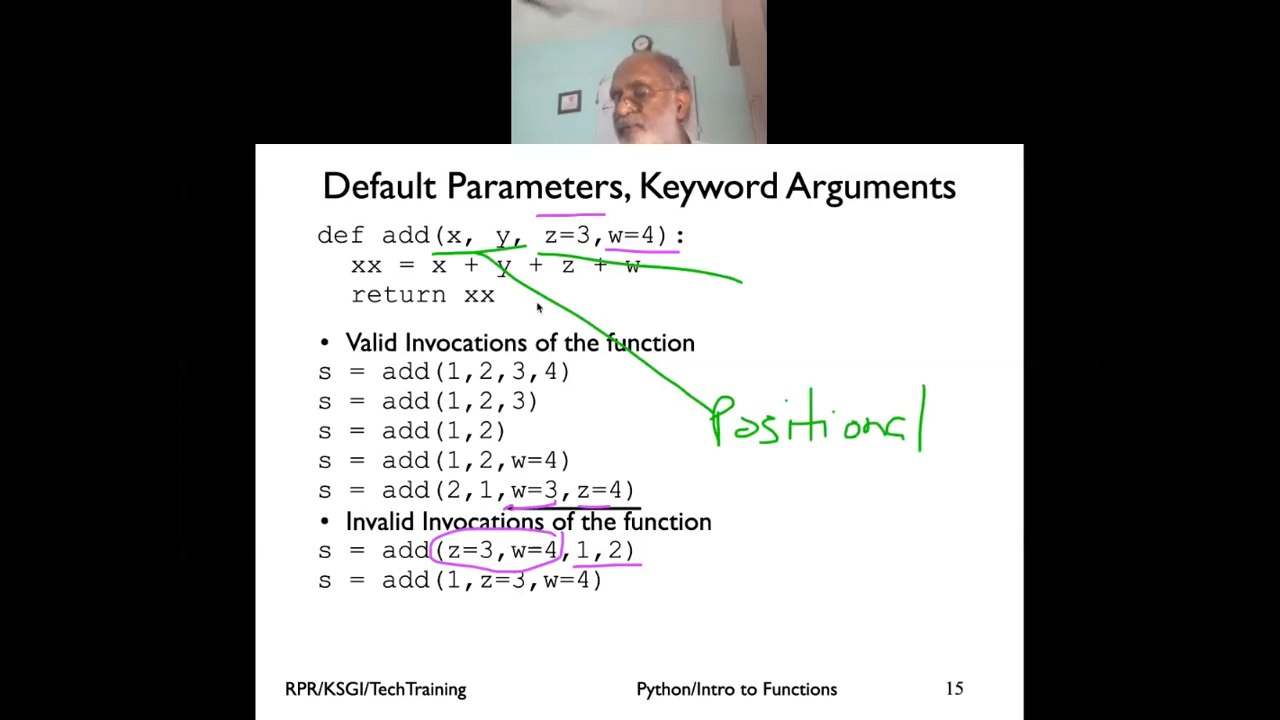 Default Parameters, Keyword Arguments
def add(x, y, z=3,w=4):
xx = x + y + z + w
return xx
• Valid Invocations of the function
s = add(1,2,3,4)
s = add(1,2,3)
s = add(1,2)
Positional
s = add(1,2,w=4)
s = add(2,1,w=3,z=4)
• Invalid Invocations of the function
s = add(z=3,w=4,1,2)
s = add(1,z=3,w=4)
RPR/KSGI/TechTraining Python/Intro to Functions 15